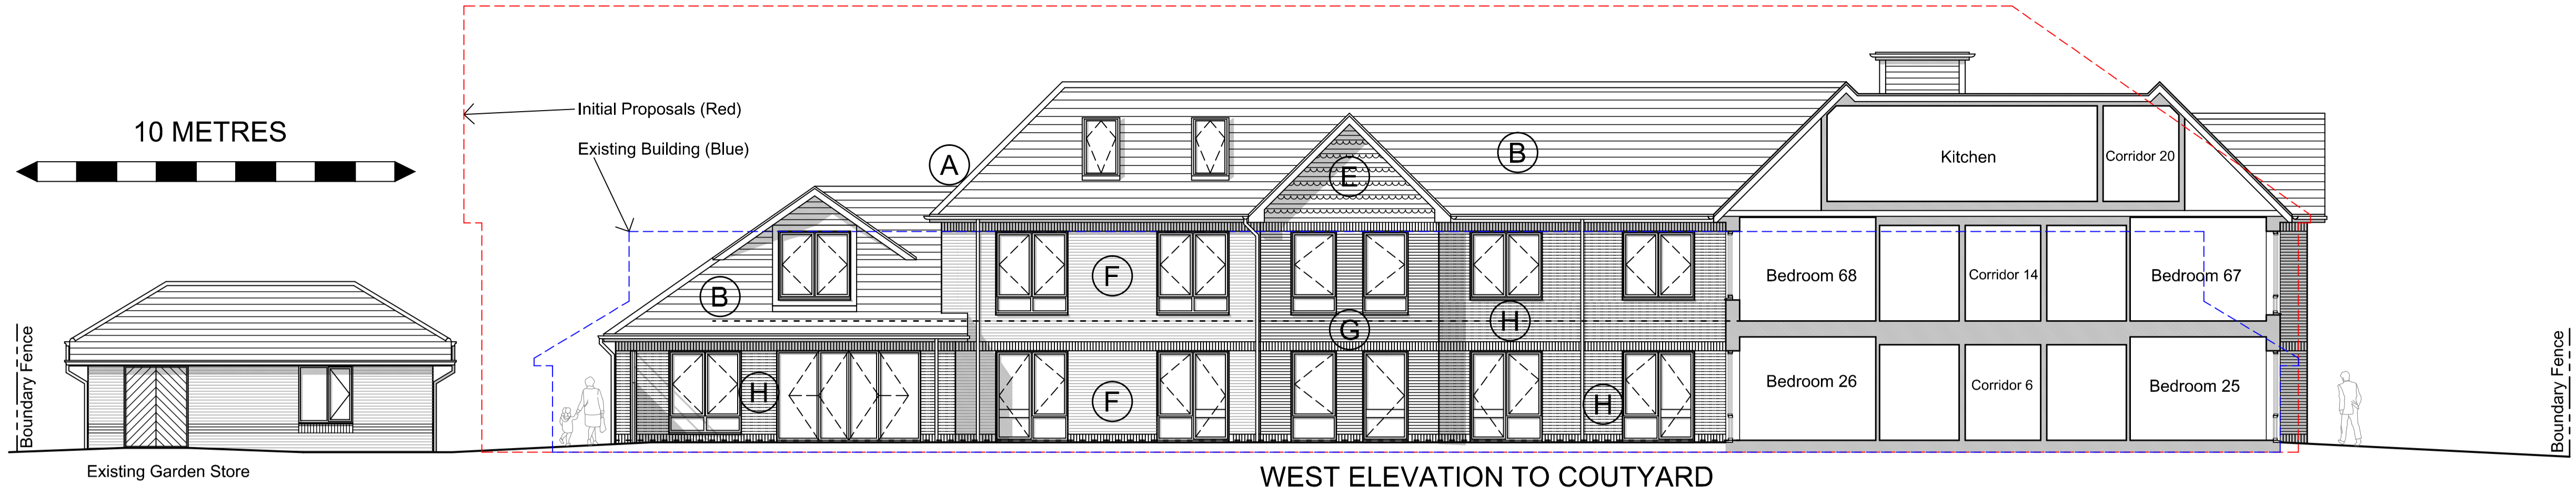 10 METRES
Initial Proposals (Red)
Existing Building (Blue)
A
B
E
B
Kitchen
Corridor 20
F
G
H
Bedroom 68
Corridor 14
Bedroom 67
H
F
H
Bedroom 26
Corridor 6
Bedroom 25
Boundary Fence
Boundary Fence
Existing Garden Store
WEST ELEVATION TO COUTYARD